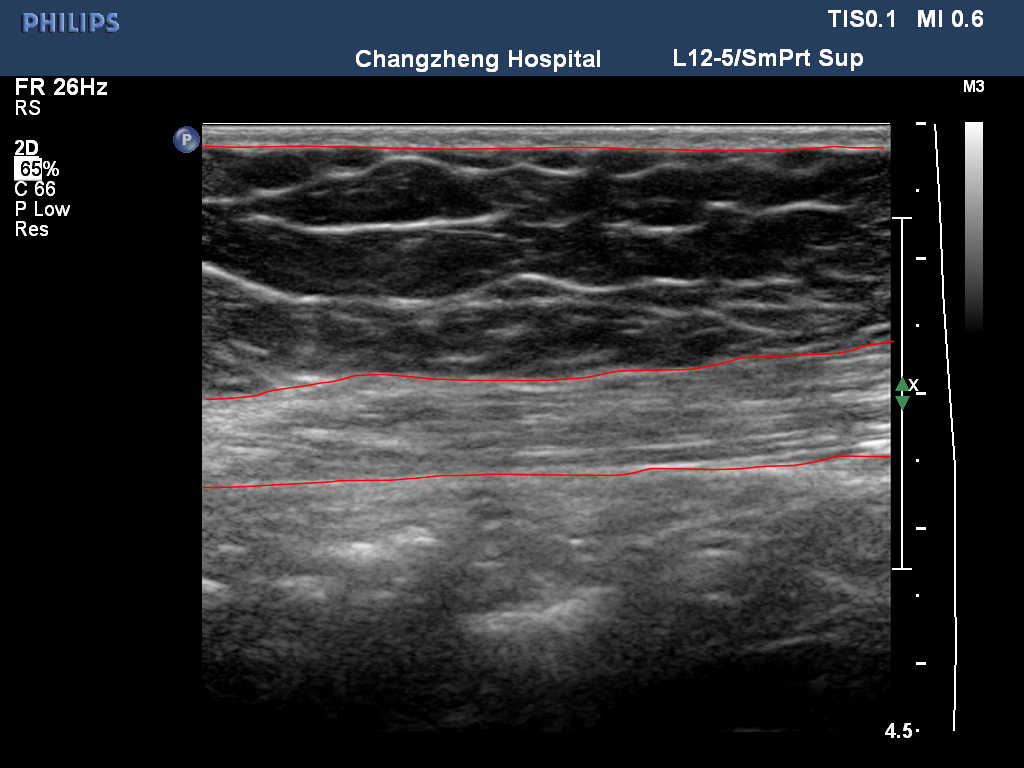 PHILIPS
TIS0.1 MI 0.6
Changzheng Hospital L12-5/SmPrt Sup
FR 26Hz
RS
M3
P
2D
65%
C 66
P Low
Res
X
4.5